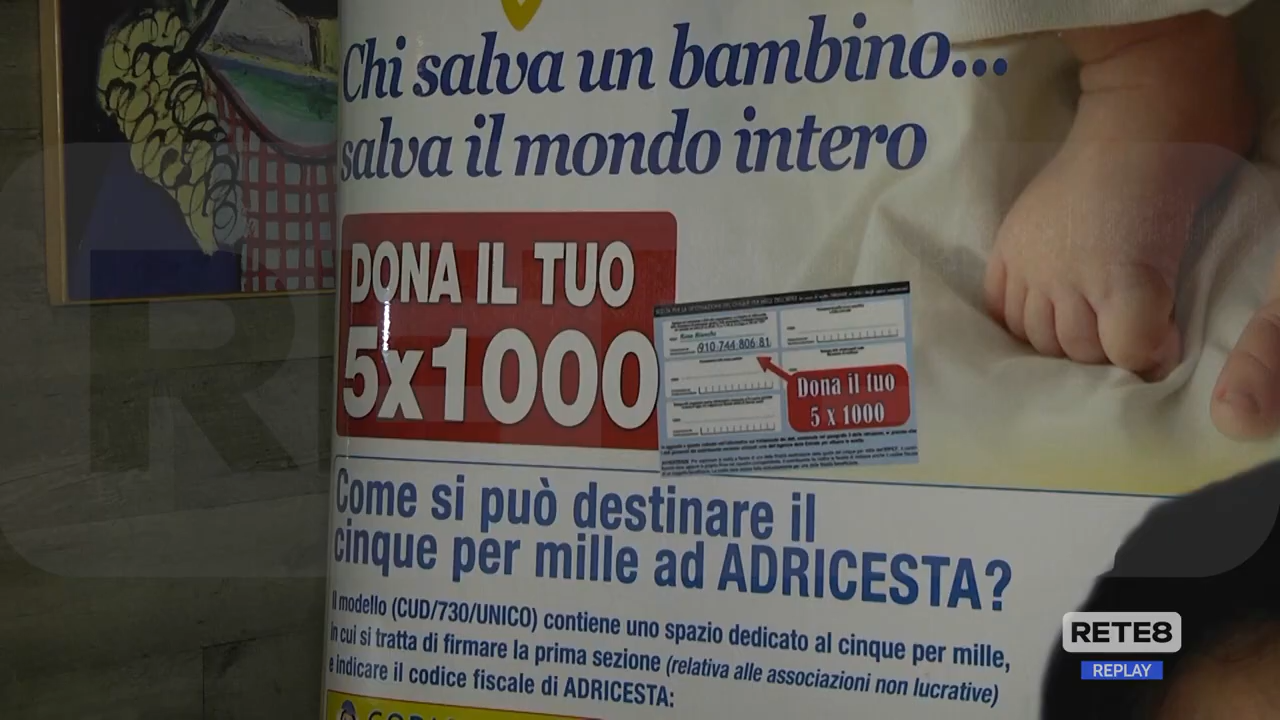 Chi salva un bambino...
salva il mondo intero
DONA IL TUO
5x1000
910 744 806 81
Dona il tuo
5 x 1000
Come si può destinare il
cinque per mille ad ADRICESTA?
Il modello (CUD/730/UNICO) contiene uno spazio dedicato al cinque per mille,
in cui si tratta di firmare la prima sezione (relativa alle associazioni non lucrative)
e indicare il codice fiscale di ADRICESTA:
RETE8
REPLAY